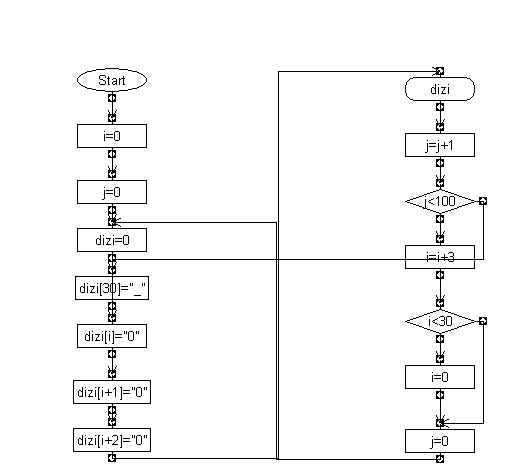 Start
i=0
j=0
dizi=0
dizi[30]="_"
dizi[i]="0"
dizi[i+1]="0"
dizi[i+2]="0"
dizi
j=j+1
j<100
i=i+3
i<30
i=0
j=0